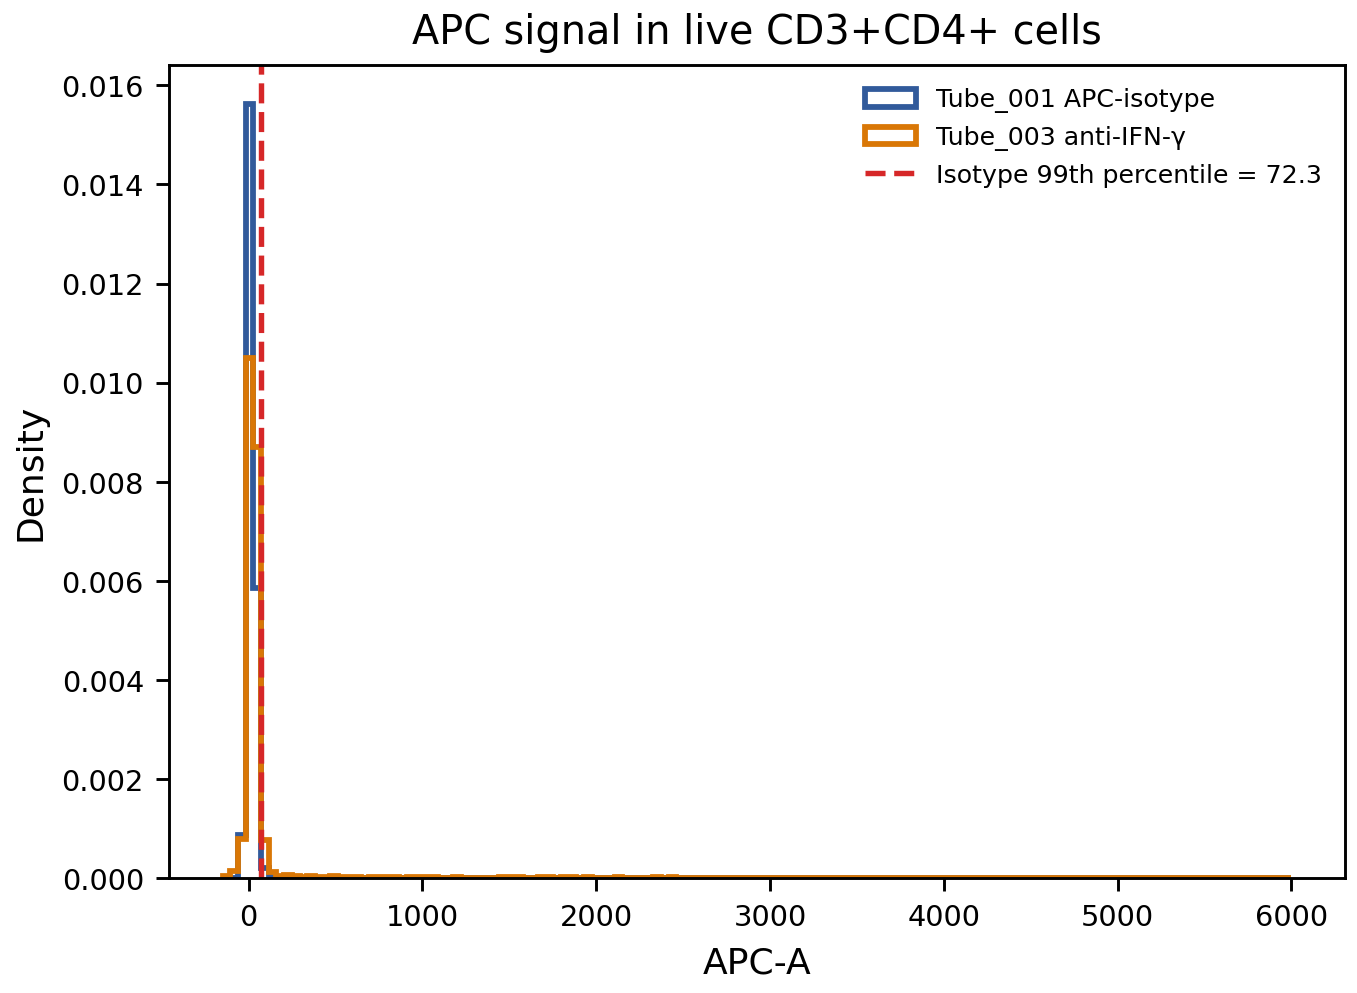 APC signal in live CD3+CD4+ cells
Tube_001 APC-isotype
Tube_003 anti-IFN-γ
Isotype 99th percentile = 72.3
Density
0.016
0.014
0.012
0.010
0.008
0.006
0.004
0.002
0.000
0 1000 2000 3000 4000 5000 6000
APC-A